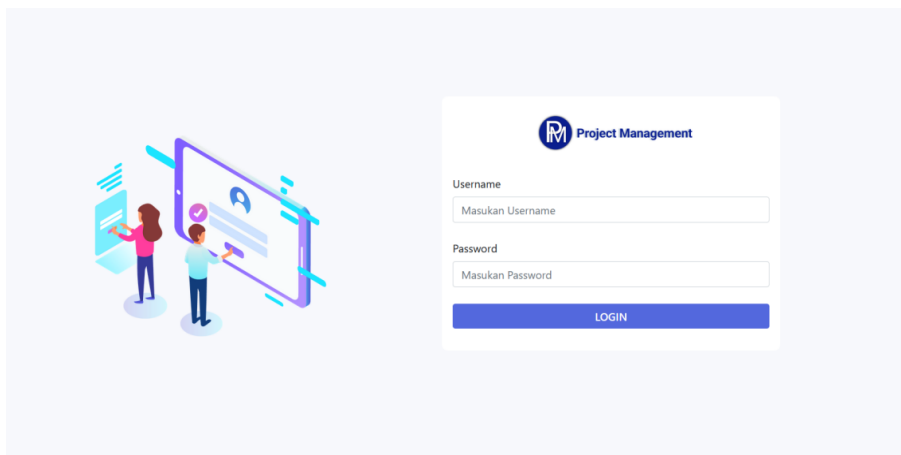 PM Project Management
Username
Masukan Username
Password
Masukan Password
LOGIN